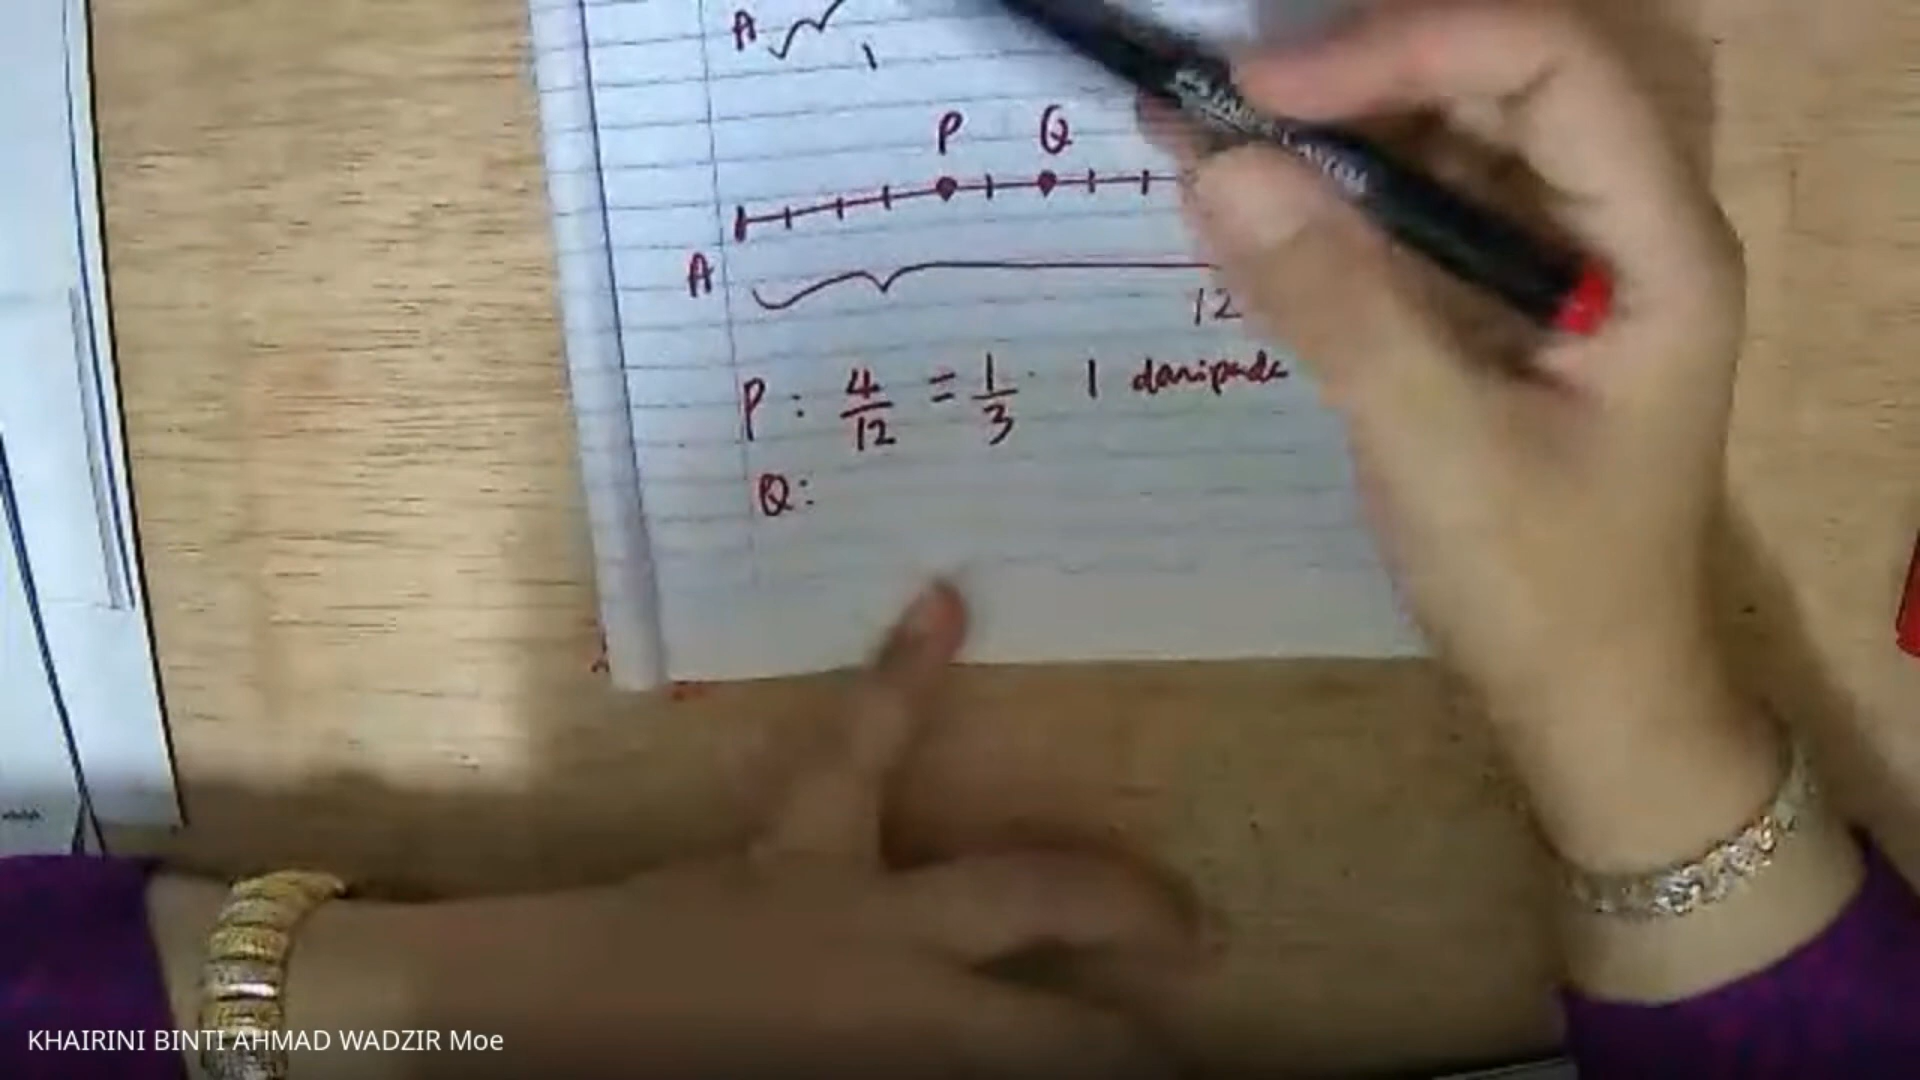 A
1
P Q
A
12
P : 4/12 = 1/3 1 daripada
Q:
KHAIRINI BINTI AHMAD WADZIR Moe